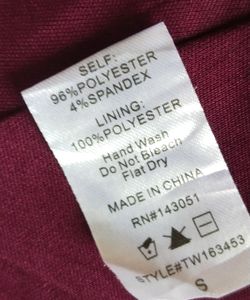 SELF:
96%POLYESTER
4%SPANDEX
LINING:
100%POLYESTER
Hand Wash
Do Not Bleach
Flat Dry
MADE IN CHINA
RN#143051
STYLE#TW163453
S